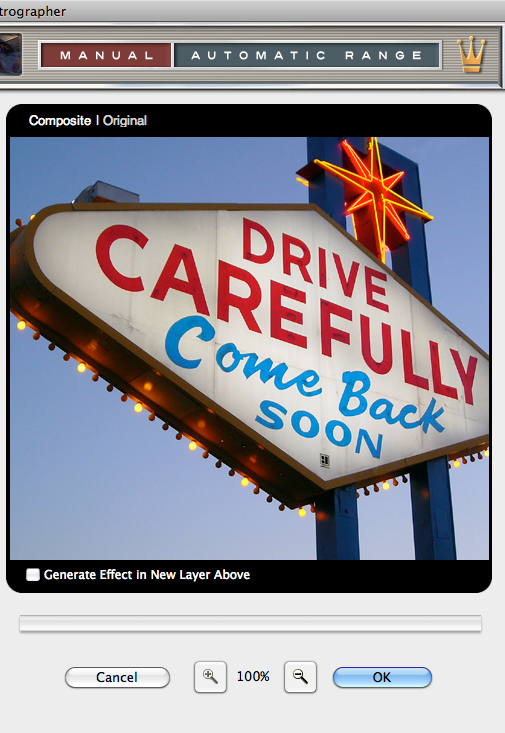 trographer
MANUAL
AUTOMATIC RANGE
Composite | Original
DRIVE
CAREFULLY
Come Back
SOON
Generate Effect in New Layer Above
Cancel
100%
OK